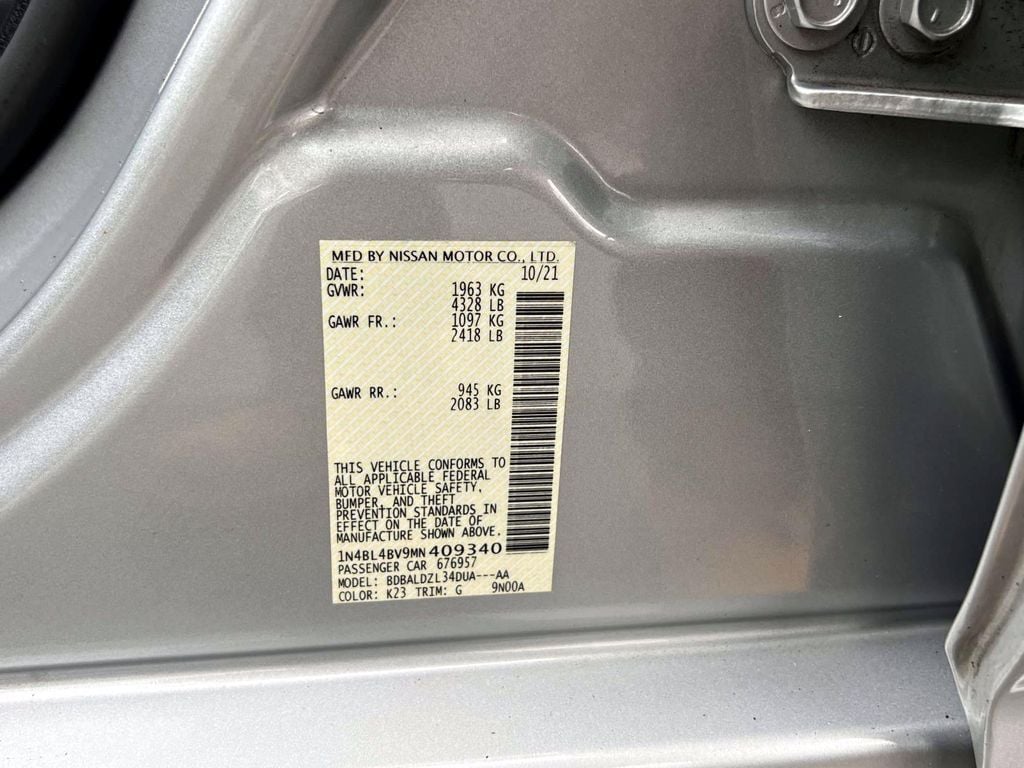 MFD BY NISSAN MOTOR CO., LTD.
DATE: 10/21
GVWR: 1963 KG
4328 LB
GAWR FR.: 1097 KG
2418 LB
GAWR RR.: 945 KG
2083 LB
THIS VEHICLE CONFORMS TO
ALL APPLICABLE FEDERAL
MOTOR VEHICLE SAFETY,
BUMPER, AND THEFT
PREVENTION STANDARDS IN
EFFECT ON THE DATE OF
MANUFACTURE SHOWN ABOVE.
1N4BL4BV9MN409340
PASSENGER CAR 676957
MODEL: BDBALDZL34DUA---AA
COLOR: K23 TRIM: G 9N00A